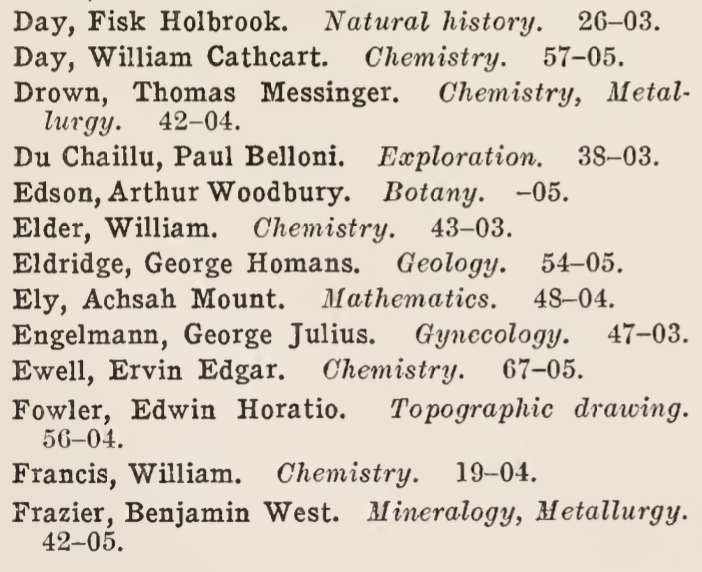 Day, Fisk Holbrook. Natural history. 26–03.
Day, William Cathcart. Chemistry. 57–05.
Drown, Thomas Messinger. Chemistry, Metal-
lurgy. 42–04.
Du Chaillu, Paul Belloni. Exploration. 38–03.
Edson, Arthur Woodbury. Botany. –05.
Elder, William. Chemistry. 43–03.
Eldridge, George Homans. Geology. 54–05.
Ely, Achsah Mount. Mathematics. 48–04.
Engelmann, George Julius. Gynecology. 47–03.
Ewell, Ervin Edgar. Chemistry. 67–05.
Fowler, Edwin Horatio. Topographic drawing.
56–04.
Francis, William. Chemistry. 19–04.
Frazier, Benjamin West. Mineralogy, Metallurgy.
42–05.